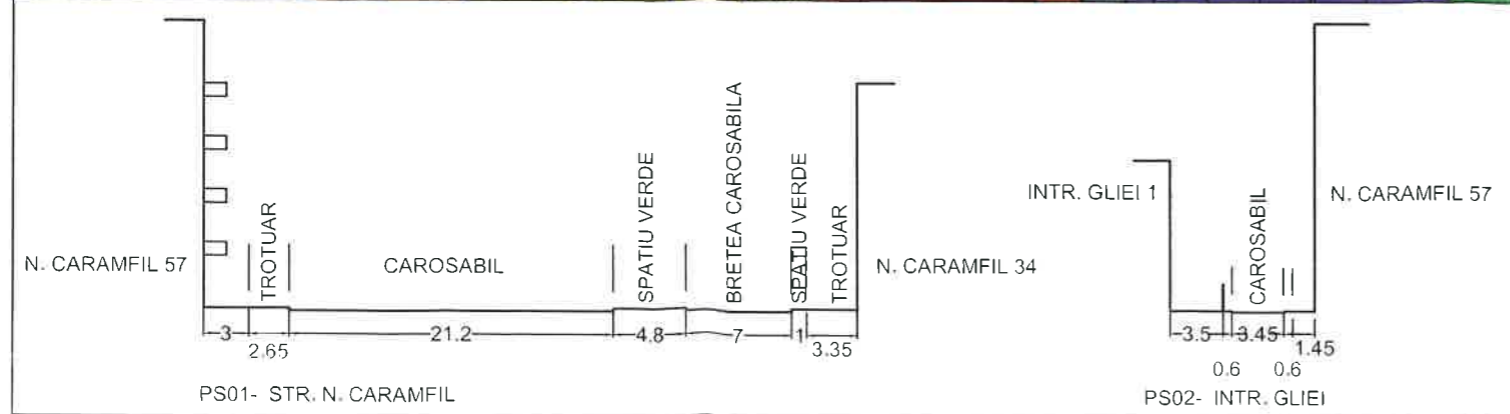 N. CARAMFIL 57
TROTUAR
CAROSABIL
SPATIU VERDE
BRETEA CAROSABILA
SPATIU VERDE
TROTUAR
N. CARAMFIL 34
3
2.65
21.2
4.8
7
1
3.35
PS01- STR. N. CARAMFIL
INTR. GLIEI 1
CAROSABIL
N. CARAMFIL 57
3.5
0.6
3.45
0.6
1.45
PS02- INTR. GLIEI